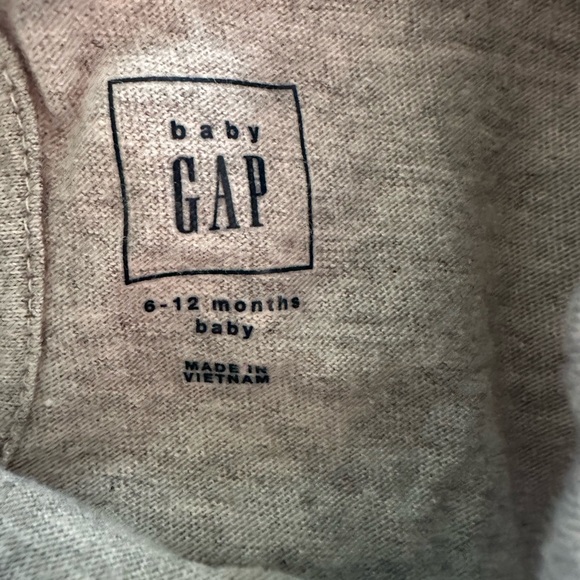 baby
GAP
6-12 months
baby
MADE IN
VIETNAM